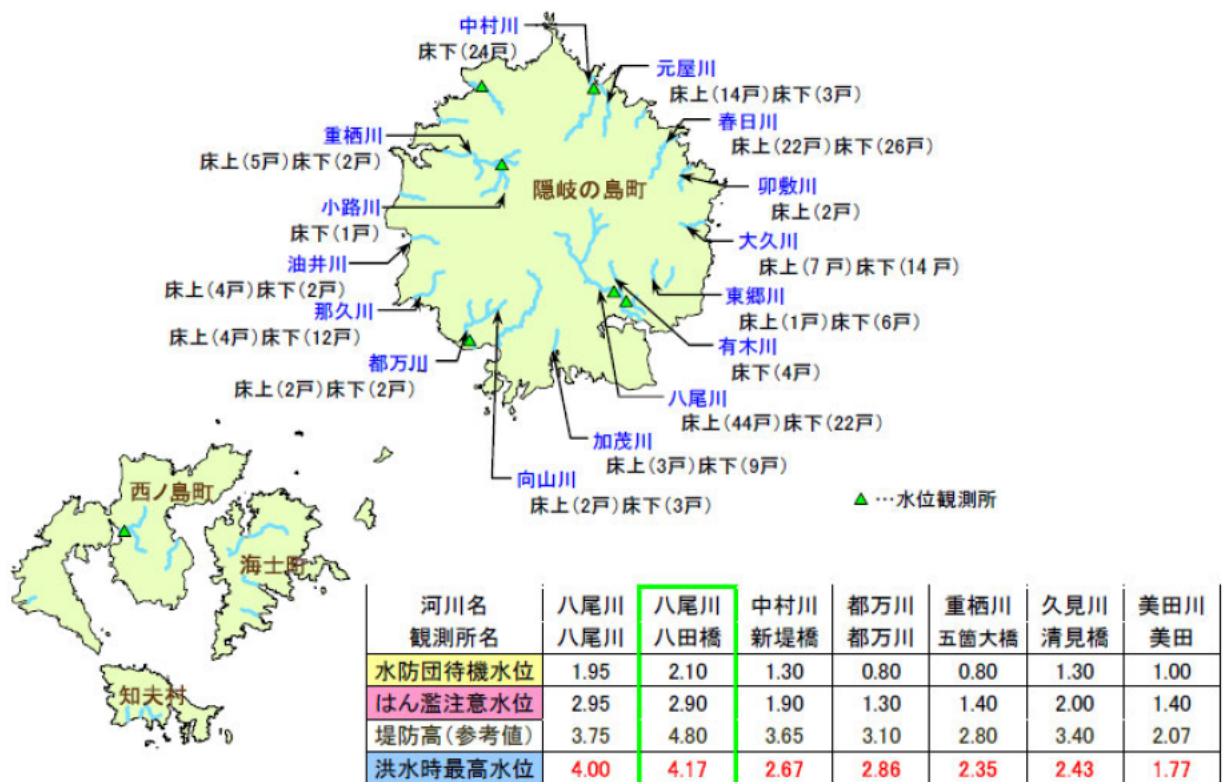 中村川
床下(24戸)
元屋川
床上(14戸)床下(3戸)
春日川
床上(22戸)床下(26戸)
重栖川
床上(5戸)床下(2戸)
隠岐の島町
卯敷川
床上(2戸)
小路川
床下(1戸)
大久川
床上(7戸)床下(14戸)
油井川
床上(4戸)床下(2戸)
東郷川
床上(1戸)床下(6戸)
那久川
床上(4戸)床下(12戸)
有木川
床下(4戸)
都万川
床上(2戸)床下(2戸)
八尾川
床上(44戸)床下(22戸)
加茂川
床上(3戸)床下(9戸)
向山川
床上(2戸)床下(3戸)
▲…水位観測所
西ノ島町
海士町
知夫村
河川名 八尾川 八尾川 中村川 都万川 重栖川 久見川 美田川
観測所名 八尾川 八田橋 新堤橋 都万川 五箇大橋 清見橋 美田
水防団待機水位 1.95 2.10 1.30 0.80 0.80 1.30 1.00
はん濫注意水位 2.95 2.90 1.90 1.30 1.40 2.00 1.40
堤防高(参考値) 3.75 4.80 3.65 3.10 2.80 3.40 2.07
洪水時最高水位 4.00 4.17 2.67 2.86 2.35 2.43 1.77